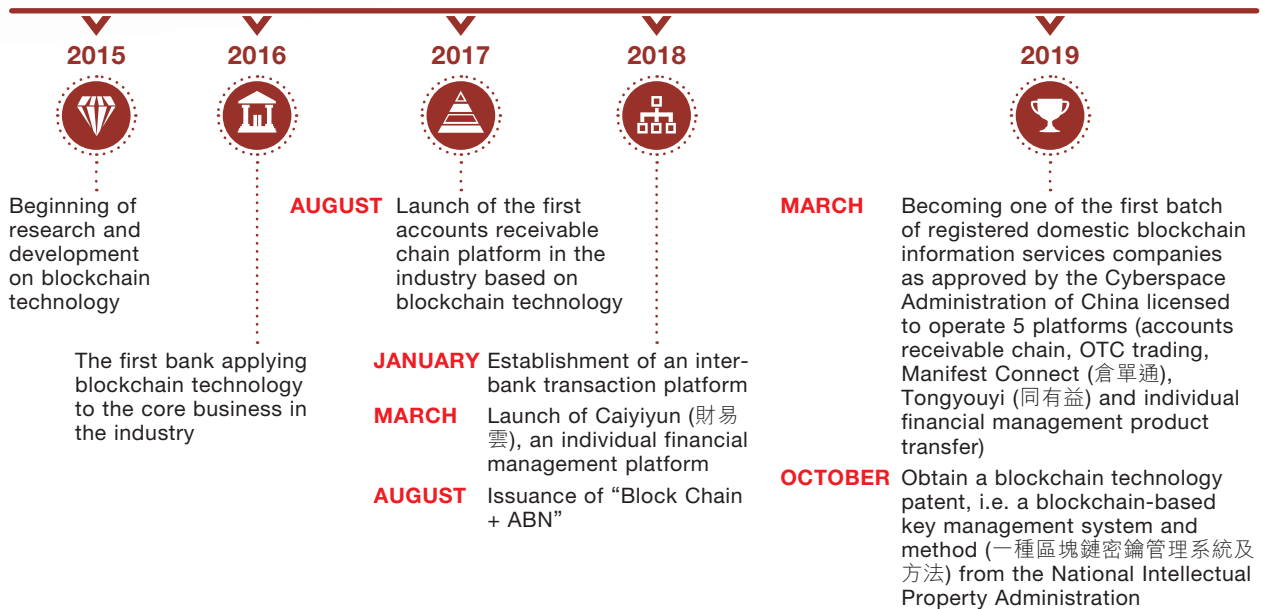 2015
2016
2017
2018
2019
Beginning of
research and
development
on blockchain
technology
The first bank applying
blockchain technology
to the core business in
the industry
AUGUST Launch of the first
accounts receivable
chain platform in the
industry based on
blockchain technology
JANUARY Establishment of an inter-
bank transaction platform
MARCH Launch of Caiyiyun (財易
雲), an individual financial
management platform
AUGUST Issuance of “Block Chain
+ ABN”
MARCH Becoming one of the first batch
of registered domestic blockchain
information services companies
as approved by the Cyberspace
Administration of China licensed
to operate 5 platforms (accounts
receivable chain, OTC trading,
Manifest Connect (倉單通),
Tongyouyi (同有益) and individual
financial management product
transfer)
OCTOBER Obtain a blockchain technology
patent, i.e. a blockchain-based
key management system and
method (一種區塊鏈密鑰管理系統及
方法) from the National Intellectual
Property Administration